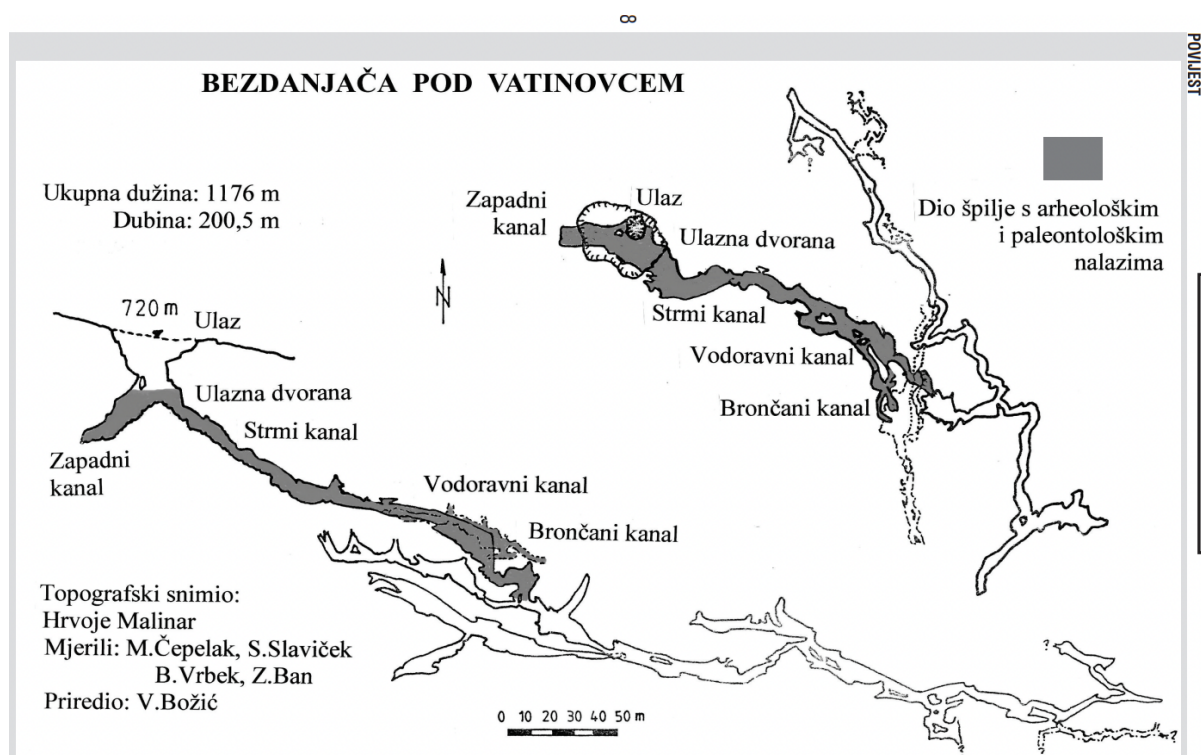 8
POVIJEST
BEZDANJAČA POD VATINOVCEM
Ukupna dužina: 1176 m
Dubina: 200,5 m
Zapadni
kanal
Ulaz
Ulazna dvorana
Strmi kanal
Vodoravni kanal
Brončani kanal
Dio špilje s arheološkim
i paleontološkim
nalazima
N
720 m
Ulaz
Ulazna dvorana
Strmi kanal
Zapadni
kanal
Vodoravni kanal
Brončani kanal
Topografski snimio:
Hrvoje Malinar
Mjerili: M.Čepelak, S.Slaviček
B.Vrbek, Z.Ban
Priredio: V.Božić
0 10 20 30 40 50 m
? ?
?
?
?
?